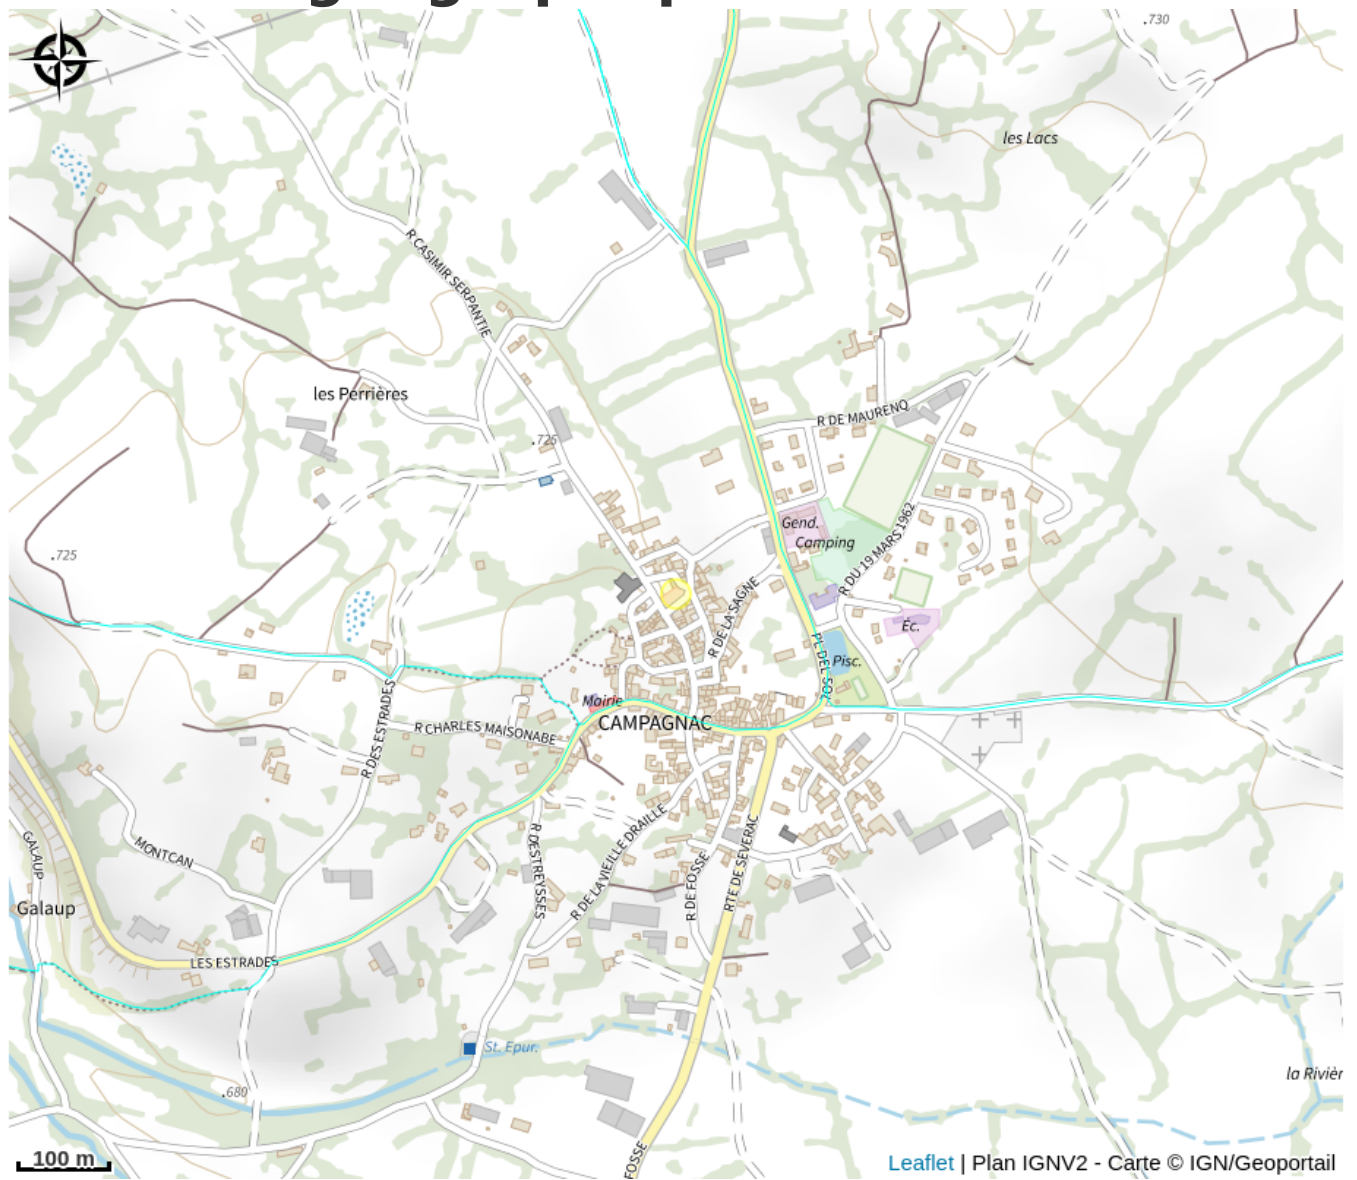 .730
les Lacs
R CASIMIR SERPANTIE
les Perrières
R DE MAURENQ
.725
Gend.
Camping
R DU 19 MARS 1962
.725
R DE LA SAGNE
Éc.
PL DEL SOL
Pisc.
Mairie
CAMPAGNAC
R CHARLES MAISONABE
R DES ESTRADES
GALAUP
MONTCAN
R DESTREYSSES
R DE LA VIEILLE DRAILLE
R DE FOSSE
RTE DE SEVERAC
Galaup
LES ESTRADES
St. Epur.
la Rivièr
.680
FOSSE
100 m
Leaflet | Plan IGNV2 - Carte © IGN/Geoportail